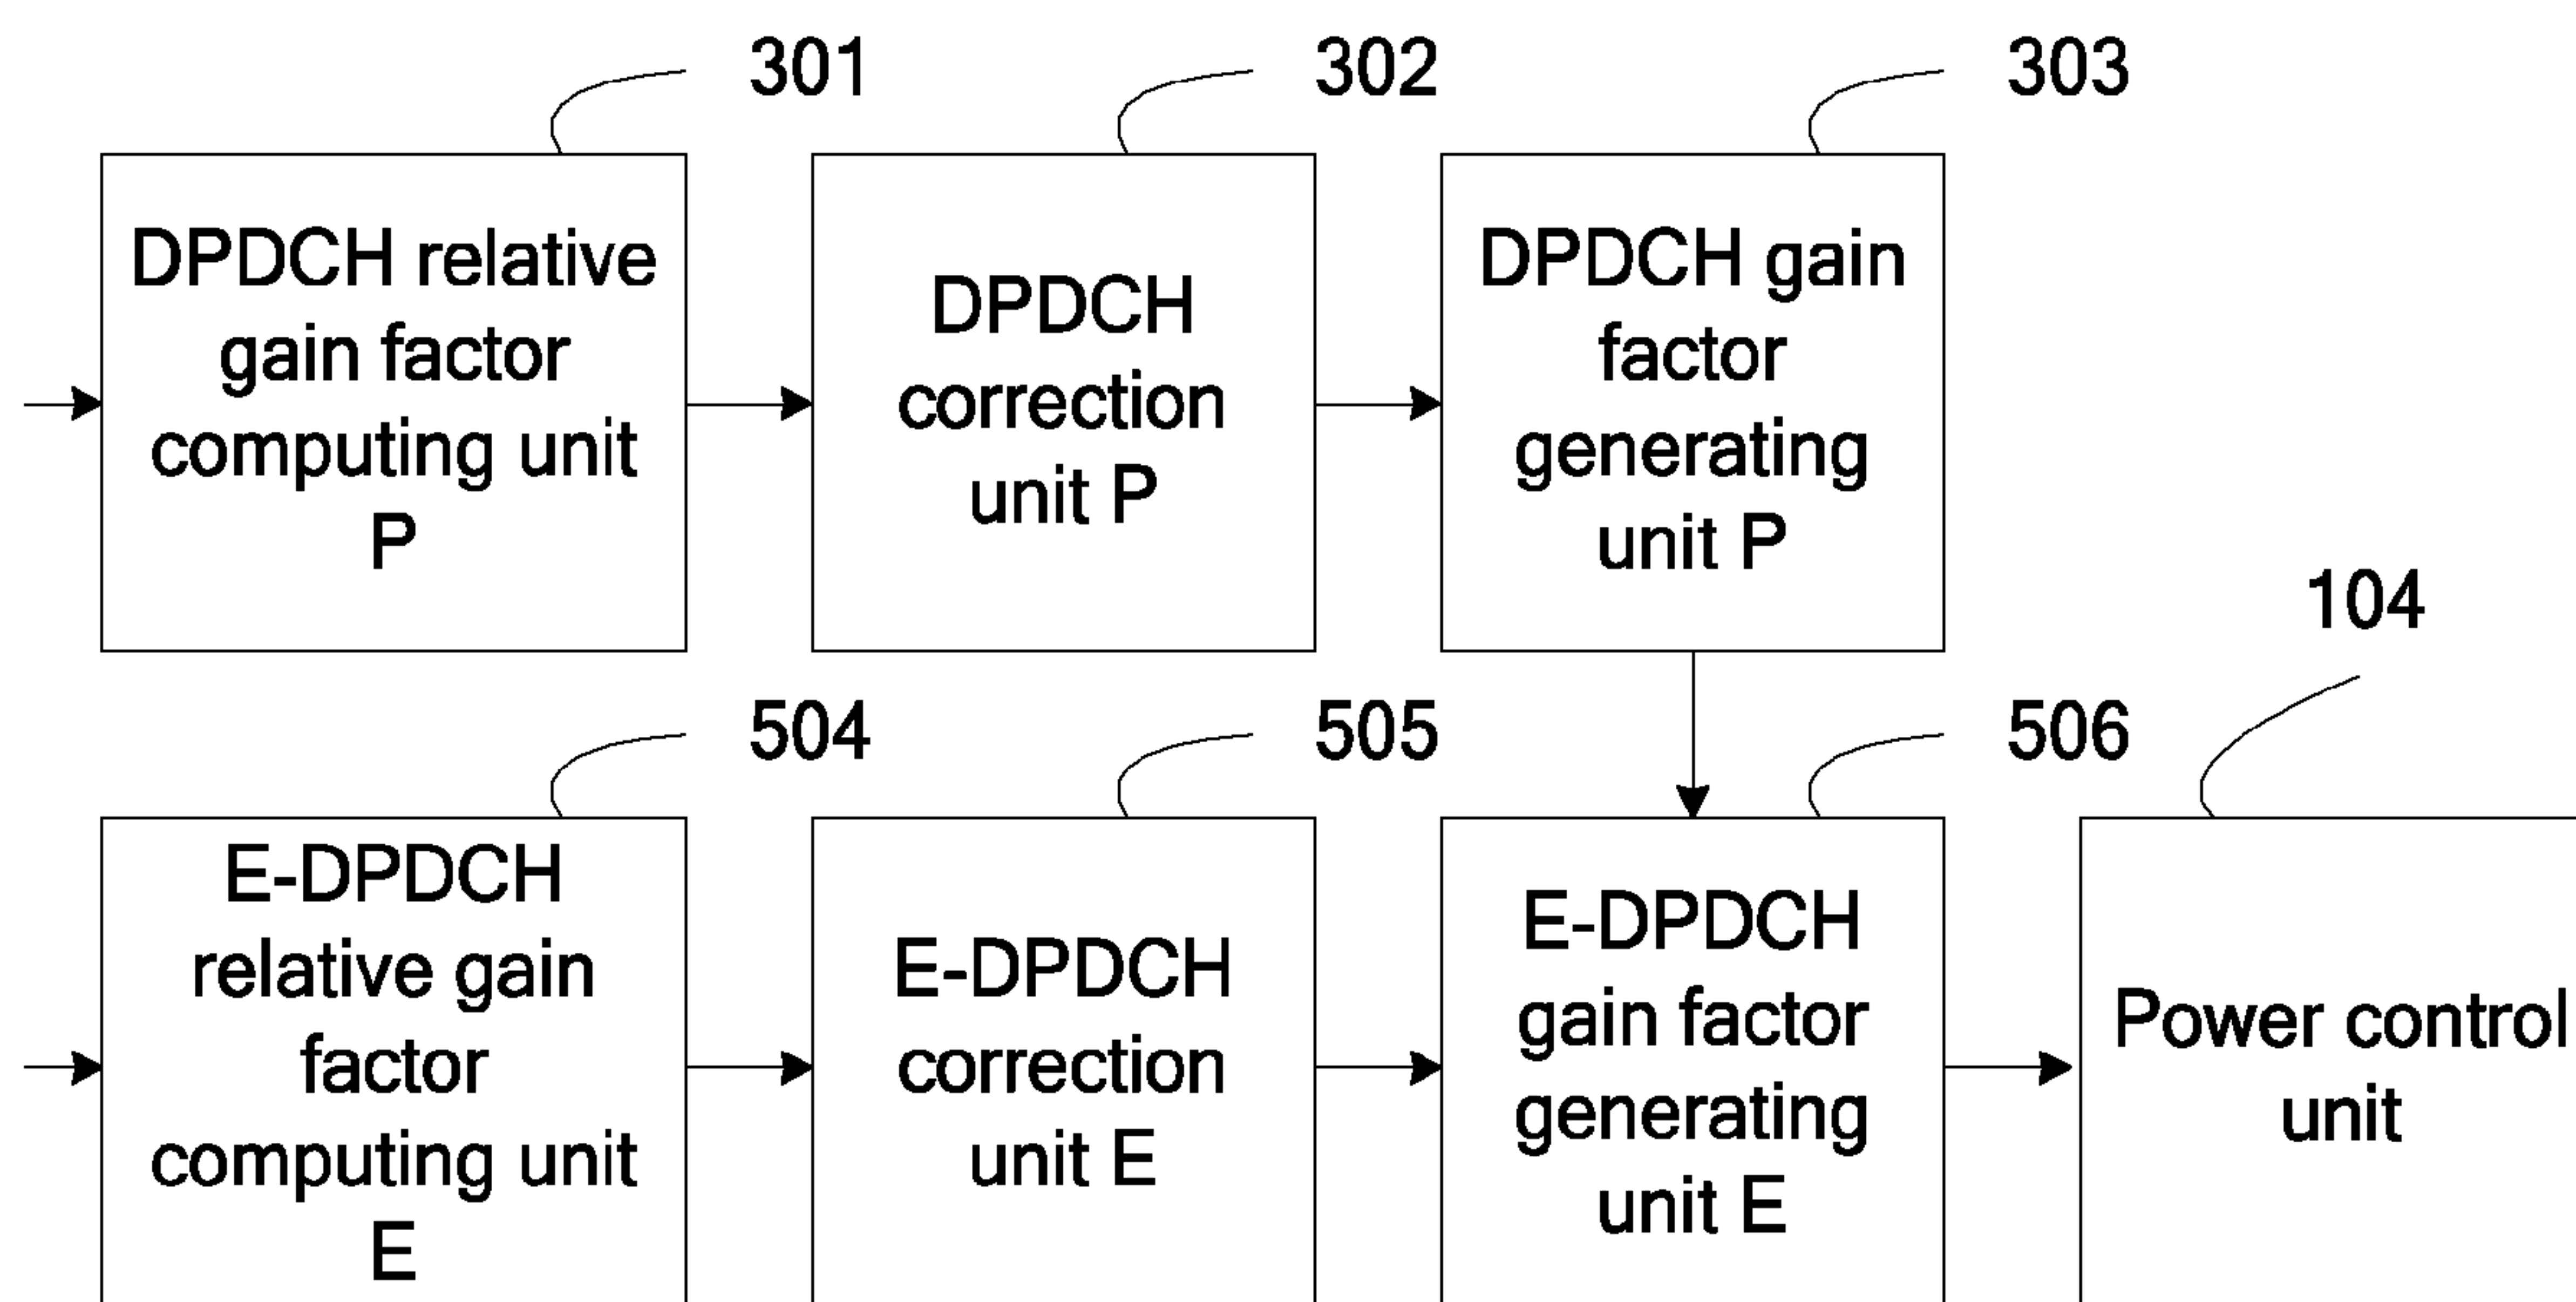 301
302
303
DPDCH relative
gain factor
computing unit
P
DPDCH
correction
unit P
DPDCH gain
factor
generating
unit P
104
504
505
506
E-DPDCH
relative gain
factor
computing unit
E
E-DPDCH
correction
unit E
E-DPDCH
gain factor
generating
unit E
Power control
unit